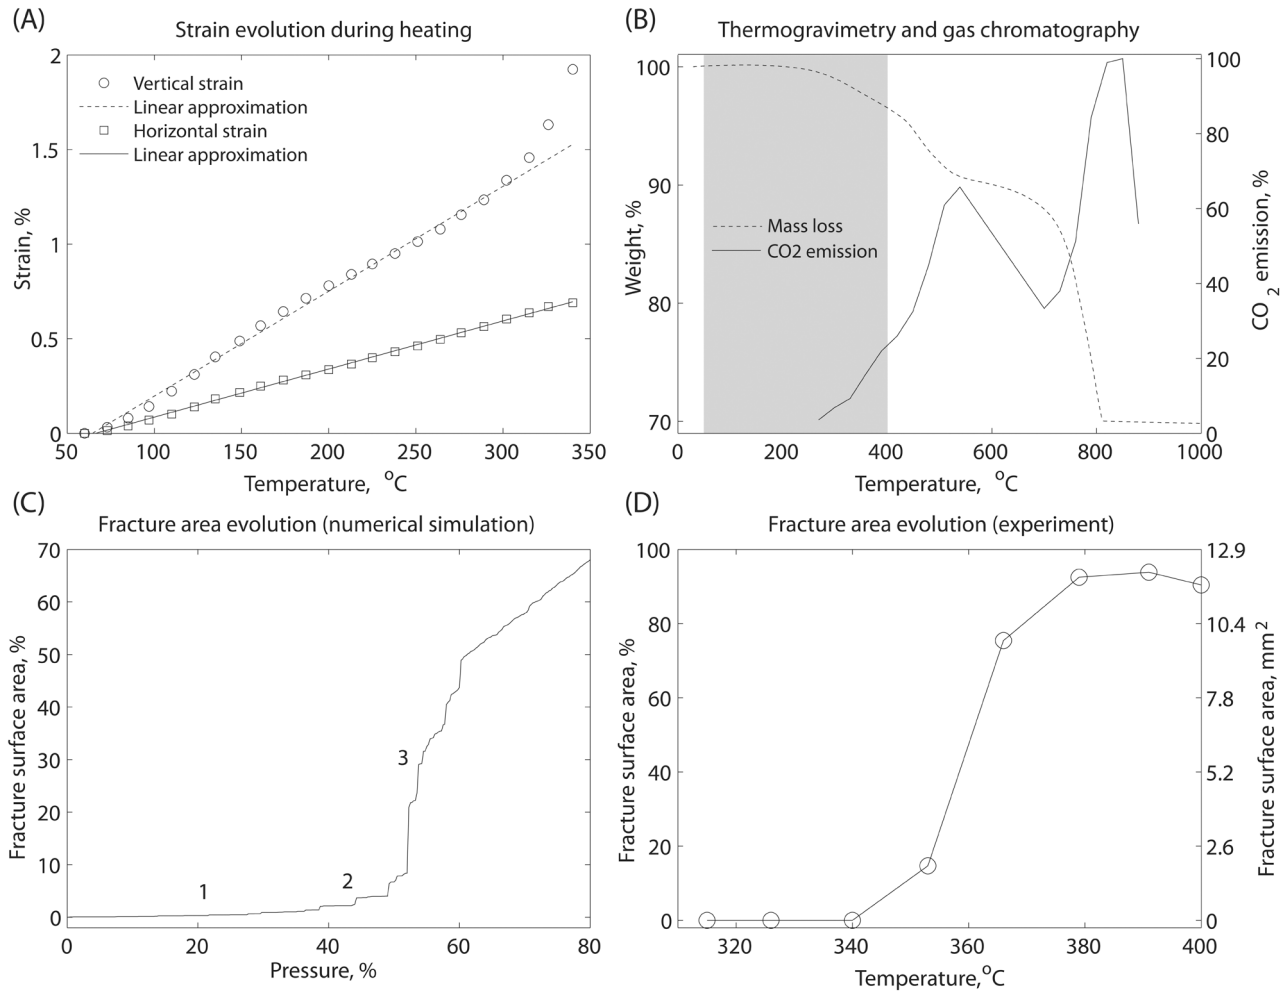 (A)
Strain evolution during heating
2
1.5
1
0.5
0
Strain, %
Vertical strain
Linear approximation
Horizontal strain
Linear approximation
50 100 150 200 250 300 350
Temperature, °C
(B)
Thermogravimetry and gas chromatography
100
90
80
70
Weight, %
Mass loss
CO2 emission
100
80
60
40
20
0
CO 2 emission, %
0 200 400 600 800 1000
Temperature, °C
(C)
Fracture area evolution (numerical simulation)
70
60
50
40
30
20
10
0
Fracture surface area, %
1
2
3
0 20 40 60 80
Pressure, %
(D)
Fracture area evolution (experiment)
100
80
60
40
20
0
Fracture surface area, %
12.9
10.4
7.8
5.2
2.6
0
Fracture surface area, mm²
320 340 360 380 400
Temperature,°C